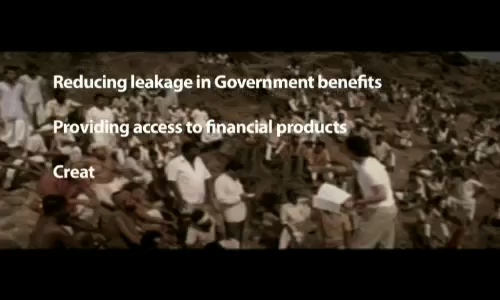 Reducing leakage in Government benefits
Providing access to financial products
Creat